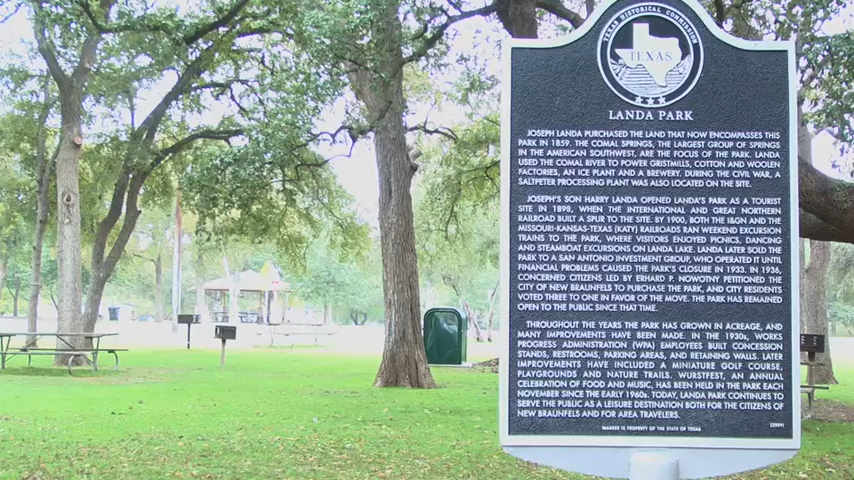 TEXAS HISTORICAL COMMISSION
TEXAS
LANDA PARK
JOSEPH LANDA PURCHASED THE LAND THAT NOW ENCOMPASSES THIS
PARK IN 1859. THE COMAL SPRINGS, THE LARGEST GROUP OF SPRINGS
IN THE AMERICAN SOUTHWEST, ARE THE FOCUS OF THE PARK. LANDA
USED THE COMAL RIVER TO POWER GRISTMILLS, COTTON AND WOOLEN
FACTORIES, AN ICE PLANT AND A BREWERY. DURING THE CIVIL WAR, A
SALTPETER PROCESSING PLANT WAS ALSO LOCATED ON THE SITE.
JOSEPH'S SON HARRY LANDA OPENED LANDA'S PARK AS A TOURIST
SITE IN 1898, WHEN THE INTERNATIONAL AND GREAT NORTHERN
RAILROAD BUILT A SPUR TO THE SITE. BY 1900, BOTH THE I&GN AND THE
MISSOURI-KANSAS-TEXAS (KATY) RAILROADS RAN WEEKEND EXCURSION
TRAINS TO THE PARK, WHERE VISITORS ENJOYED PICNICS, DANCING
AND STEAMBOAT EXCURSIONS ON LANDA LAKE. LANDA LATER SOLD THE
PARK TO A SAN ANTONIO INVESTMENT GROUP, WHO OPERATED IT UNTIL
FINANCIAL PROBLEMS CAUSED THE PARK'S CLOSURE IN 1933. IN 1936,
CONCERNED CITIZENS LED BY ERHARD P. NOWOTNY PETITIONED THE
CITY OF NEW BRAUNFELS TO PURCHASE THE PARK, AND CITY RESIDENTS
VOTED THREE TO ONE IN FAVOR OF THE MOVE. THE PARK HAS REMAINED
OPEN TO THE PUBLIC SINCE THAT TIME.
THROUGHOUT THE YEARS THE PARK HAS GROWN IN ACREAGE, AND
MANY IMPROVEMENTS HAVE BEEN MADE. IN THE 1930s, WORKS
PROGRESS ADMINISTRATION (WPA) EMPLOYEES BUILT CONCESSION
STANDS, RESTROOMS, PARKING AREAS, AND RETAINING WALLS. LATER
IMPROVEMENTS HAVE INCLUDED A MINIATURE GOLF COURSE,
PLAYGROUNDS AND NATURE TRAILS. WURSTFEST, AN ANNUAL
CELEBRATION OF FOOD AND MUSIC, HAS BEEN HELD IN THE PARK EACH
NOVEMBER SINCE THE EARLY 1960s. TODAY, LANDA PARK CONTINUES TO
SERVE THE PUBLIC AS A LEISURE DESTINATION BOTH FOR THE CITIZENS OF
NEW BRAUNFELS AND FOR AREA TRAVELERS.
(2009)
MARKER IS PROPERTY OF THE STATE OF TEXAS